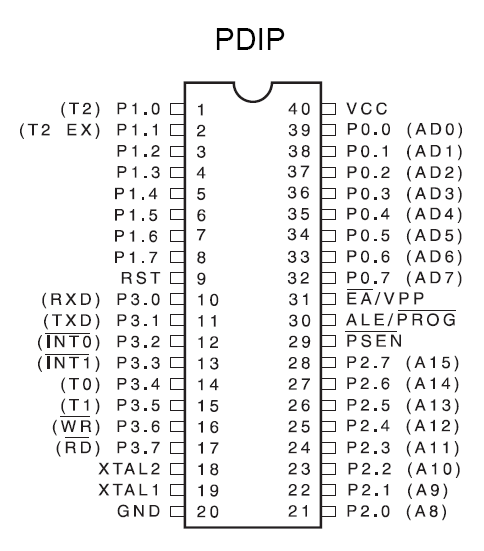 PDIP
(T2) P1.0 1 40 VCC
(T2 EX) P1.1 2 39 P0.0 (AD0)
P1.2 3 38 P0.1 (AD1)
P1.3 4 37 P0.2 (AD2)
P1.4 5 36 P0.3 (AD3)
P1.5 6 35 P0.4 (AD4)
P1.6 7 34 P0.5 (AD5)
P1.7 8 33 P0.6 (AD6)
RST 9 32 P0.7 (AD7)
(RXD) P3.0 10 31 E̅A̅/VPP
(TXD) P3.1 11 30 ALE/P̅R̅O̅G̅
(I̅N̅T̅0̅) P3.2 12 29 P̅S̅E̅N̅
(I̅N̅T̅1̅) P3.3 13 28 P2.7 (A15)
(T0) P3.4 14 27 P2.6 (A14)
(T1) P3.5 15 26 P2.5 (A13)
(W̅R̅) P3.6 16 25 P2.4 (A12)
(R̅D̅) P3.7 17 24 P2.3 (A11)
XTAL2 18 23 P2.2 (A10)
XTAL1 19 22 P2.1 (A9)
GND 20 21 P2.0 (A8)